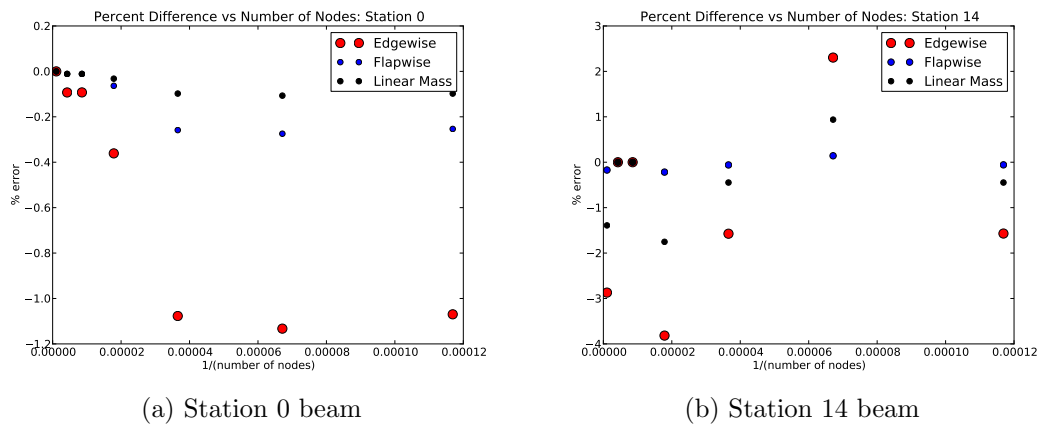 Percent Difference vs Number of Nodes: Station 0
0.2
0.0
−0.2
−0.4
−0.6
−0.8
−1.0
−1.2
% error
Edgewise
Flapwise
Linear Mass
0.00000 0.00002 0.00004 0.00006 0.00008 0.00010 0.00012
1/(number of nodes)
(a) Station 0 beam
Percent Difference vs Number of Nodes: Station 14
3
2
1
0
−1
−2
−3
−4
% error
Edgewise
Flapwise
Linear Mass
0.00000 0.00002 0.00004 0.00006 0.00008 0.00010 0.00012
1/(number of nodes)
(b) Station 14 beam